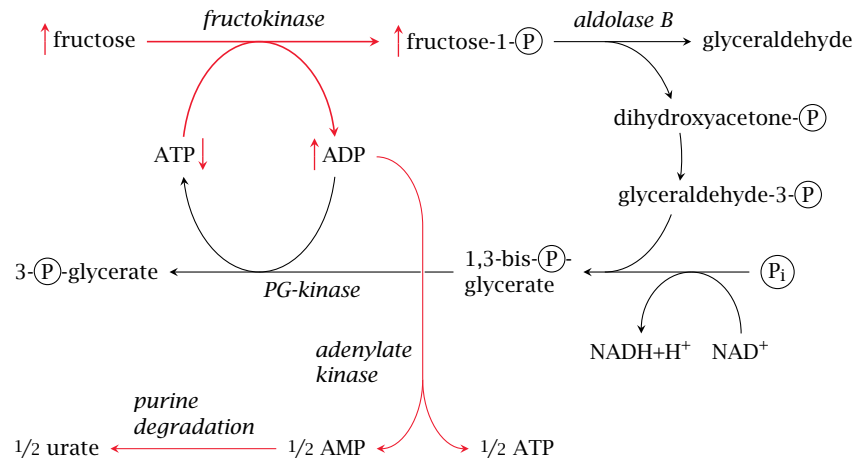 fructokinase
aldolase B
fructose
fructose-1-P
glyceraldehyde
dihydroxyacetone-P
ATP
ADP
glyceraldehyde-3-P
3-P-glycerate
PG-kinase
1,3-bis-P-
glycerate
Pi
NADH+H⁺
NAD⁺
adenylate
kinase
purine
degradation
1/2 urate
1/2 AMP
1/2 ATP